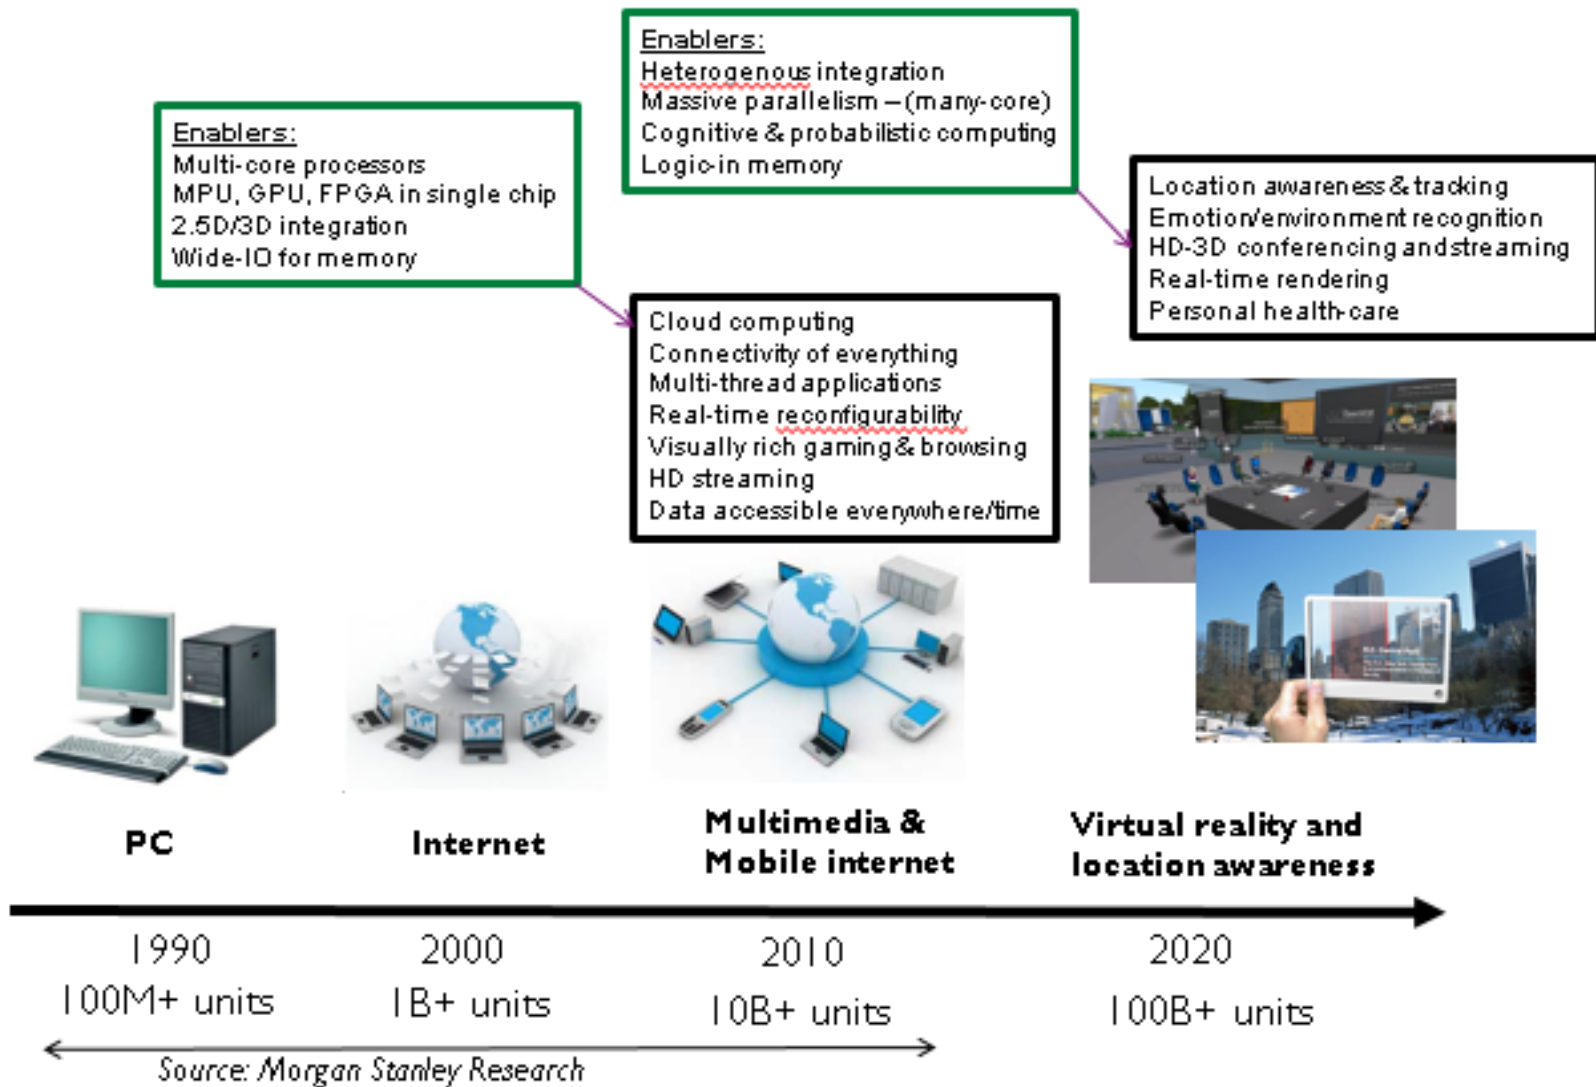 Enablers:
Heterogenous integration
Massive parallelism – (many-core)
Cognitive & probabilistic computing
Logic-in memory
Enablers:
Multi-core processors
MPU, GPU, FPGA in single chip
2.5D/3D integration
Wide-IO for memory
Location awareness & tracking
Emotion/environment recognition
HD-3D conferencing and streaming
Real-time rendering
Personal health-care
Cloud computing
Connectivity of everything
Multi-thread applications
Real-time reconfigurability
Visually rich gaming & browsing
HD streaming
Data accessible everywhere/time
PC
Internet
Multimedia &
Mobile internet
Virtual reality and
location awareness
1990
2000
2010
2020
100M+ units
1B+ units
10B+ units
100B+ units
Source: Morgan Stanley Research